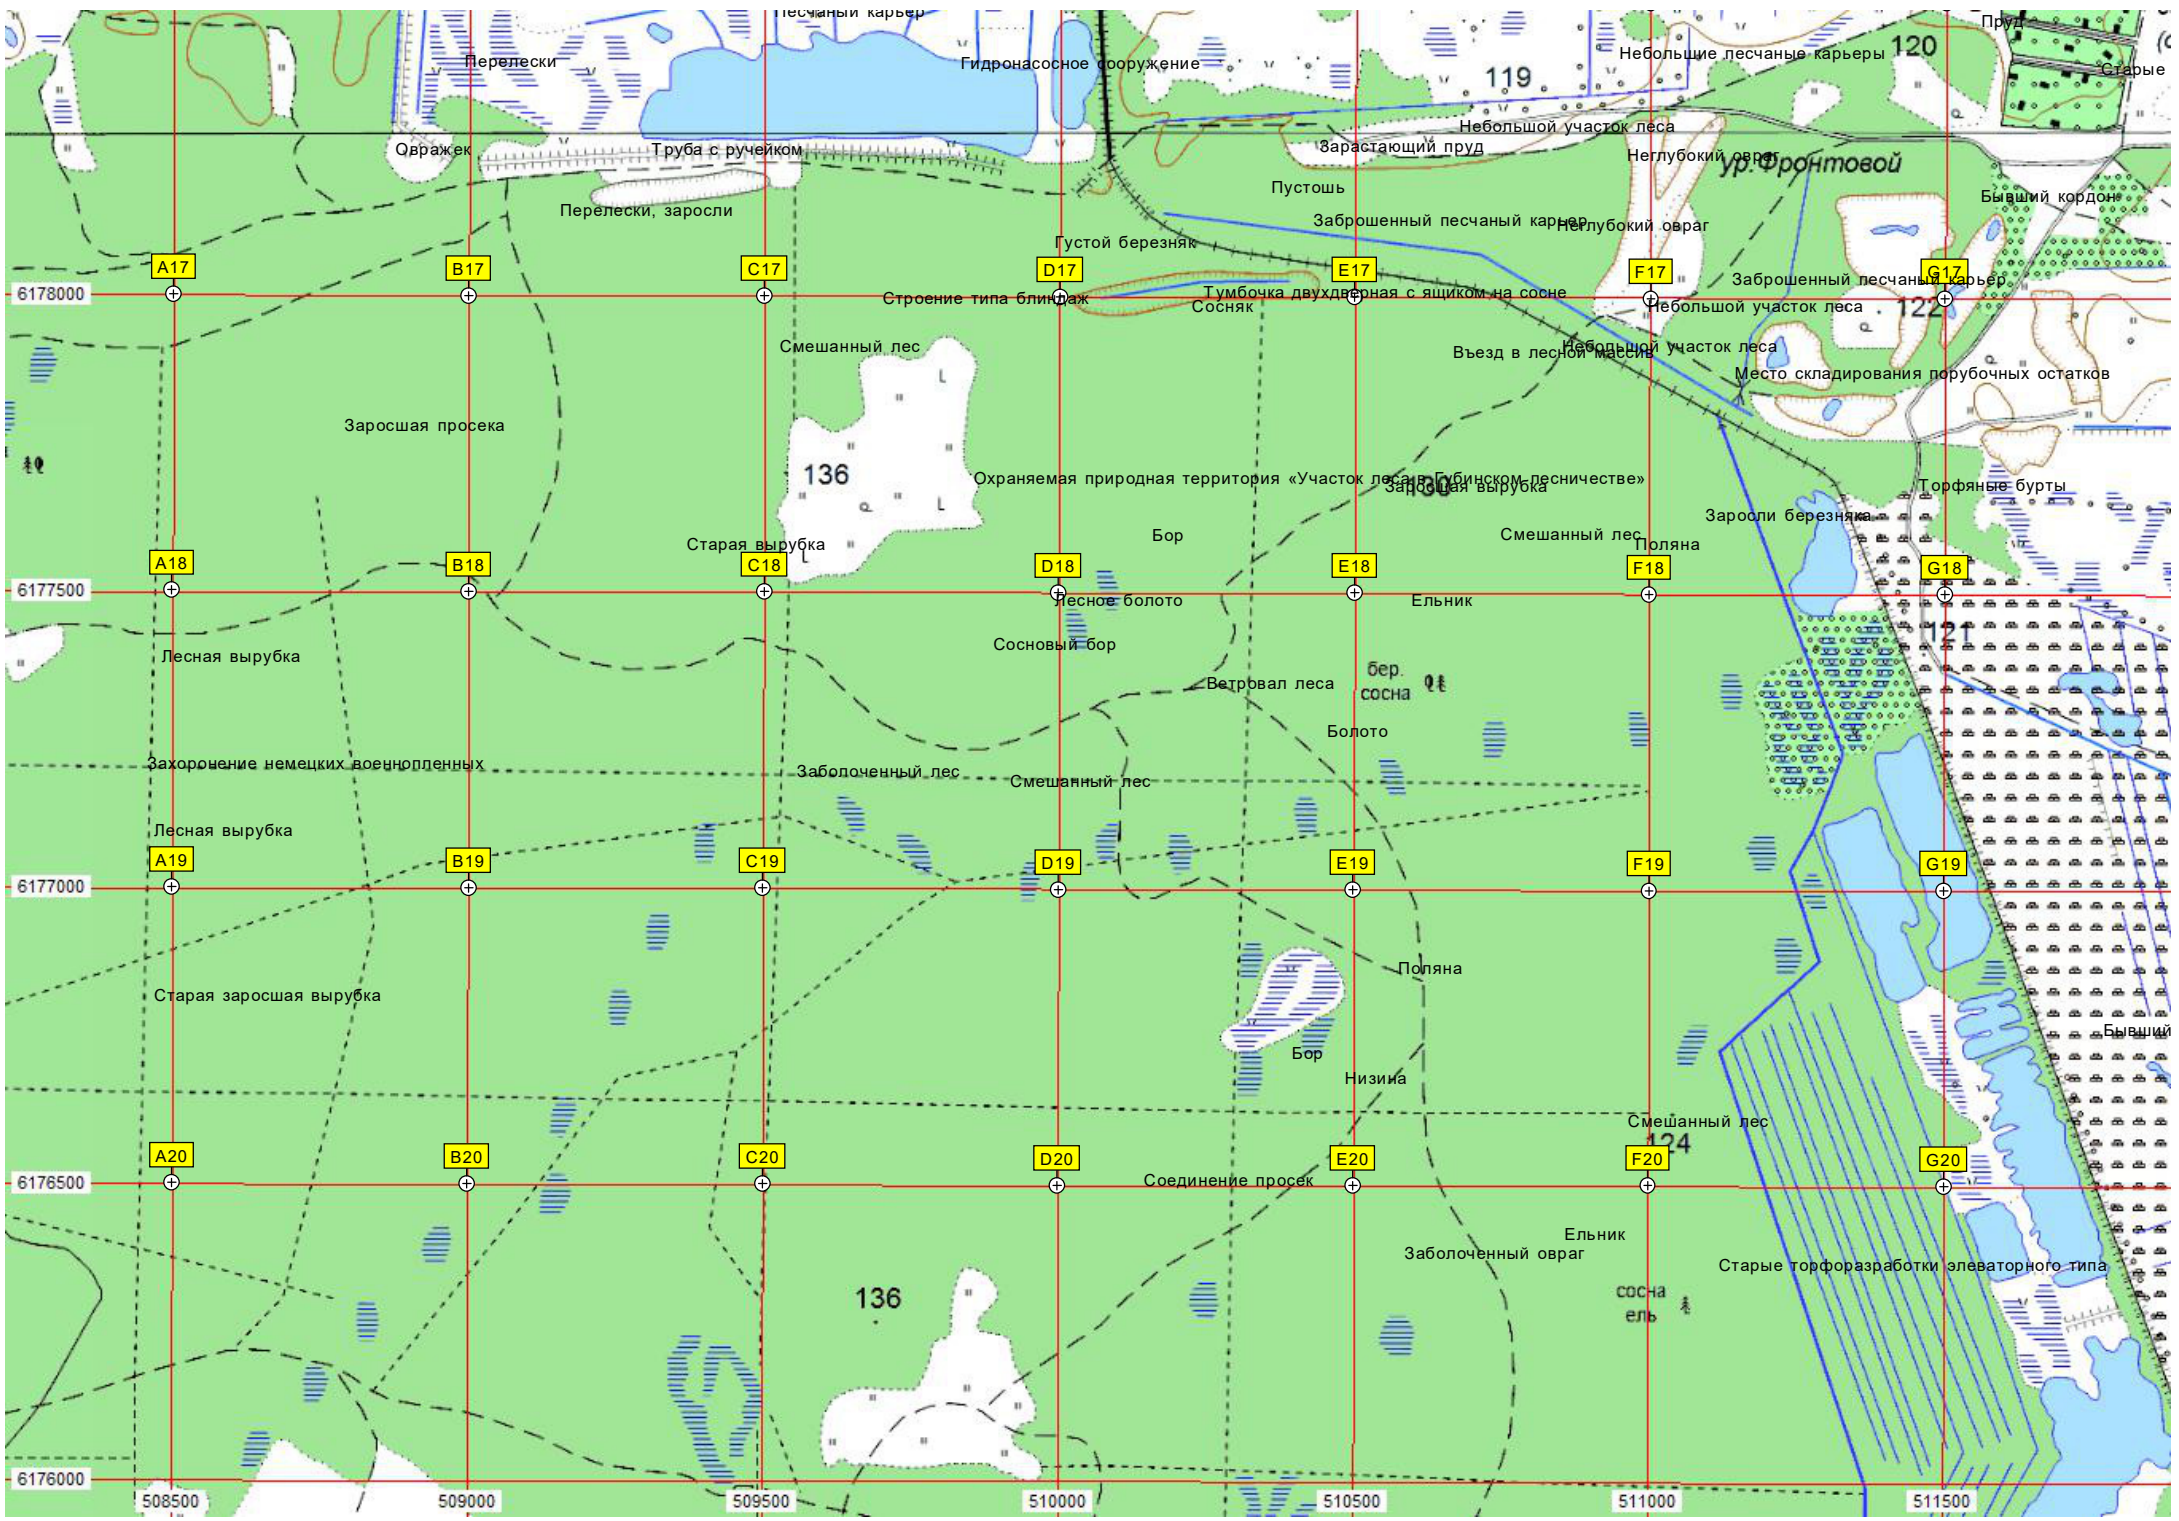 Песчаный карьер
Пруд
Перелески
Гидронасосное сооружение
Небольшие песчаные карьеры
120
119
Старые
Небольшой участок леса
Овражек
Труба с ручейком
Зарастающий пруд
Неглубокий овраг
ур.Фронтовой
Пустошь
Бывший кордон
Перелески, заросли
Заброшенный песчаный карьер
Неглубокий овраг
Густой березняк
A17
B17
C17
D17
E17
F17
G17
Заброшенный песчаный карьер
6178000
Строение типа блиндаж
Тумбочка двухдверная с ящиком на сосне
Сосняк
Небольшой участок леса
122
Смешанный лес
Въезд в лесной массив
Небольшой участок леса
Место складирования порубочных остатков
Заросшая просека
136
Охраняемая природная территория «Участок леса в Губинском лесничестве»
Заросшая вырубка
130
Торфяные бурты
Заросли березняка
Старая вырубка
Бор
Смешанный лес
Поляна
A18
B18
C18
D18
E18
F18
G18
6177500
Лесное болото
Ельник
121
Сосновый бор
Лесная вырубка
бер.
сосна
Ветровал леса
Болото
Захоронение немецких военнопленных
Заболоченный лес
Смешанный лес
Лесная вырубка
A19
B19
C19
D19
E19
F19
G19
6177000
Поляна
Старая заросшая вырубка
Бывший
Бор
Низина
Смешанный лес
124
A20
B20
C20
D20
E20
F20
G20
6176500
Соединение просек
Ельник
Заболоченный овраг
Старые торфоразработки элеваторного типа
136
сосна
ель
6176000
508500
509000
509500
510000
510500
511000
511500